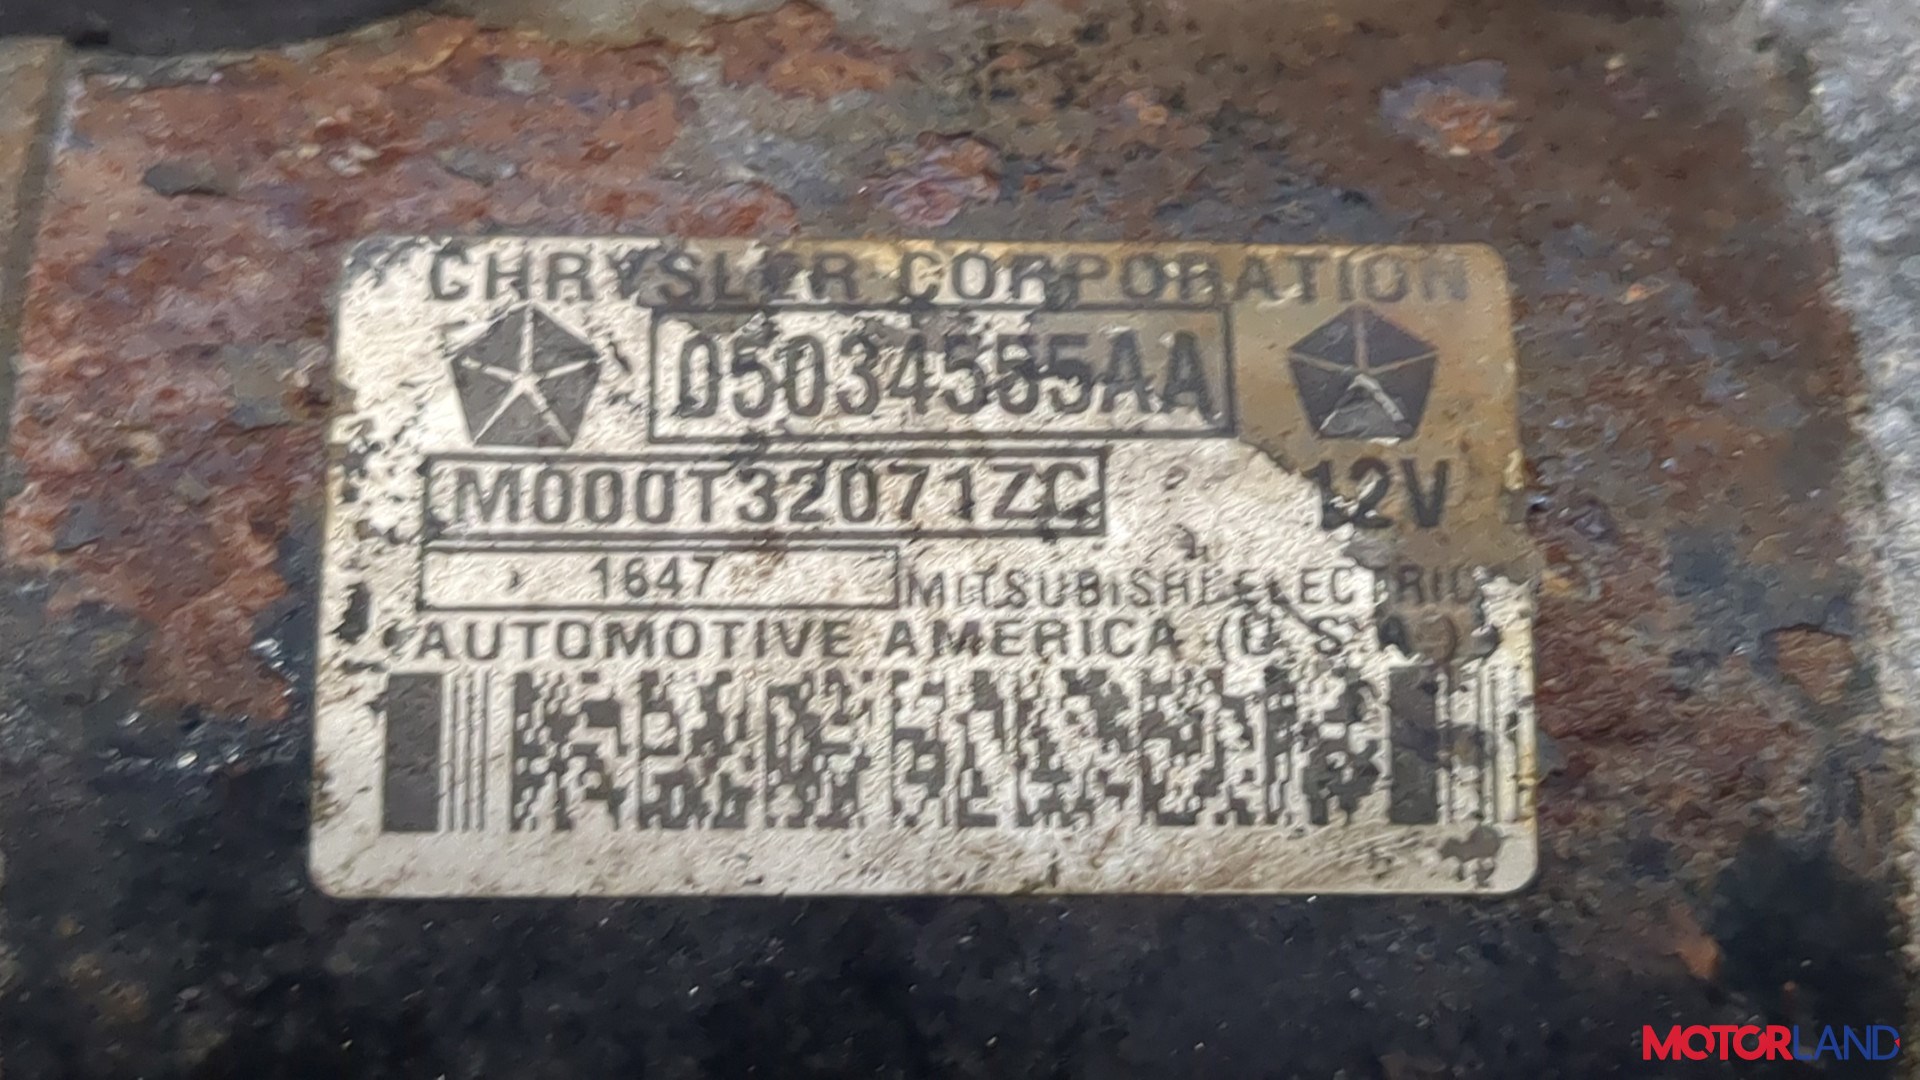 CHRYSLER CORPORATION
05034555AA
M000T32071ZC 12V
1647 MITSUBISHI ELECTRIC
AUTOMOTIVE AMERICA (U.S.A.)
MOTORLAND